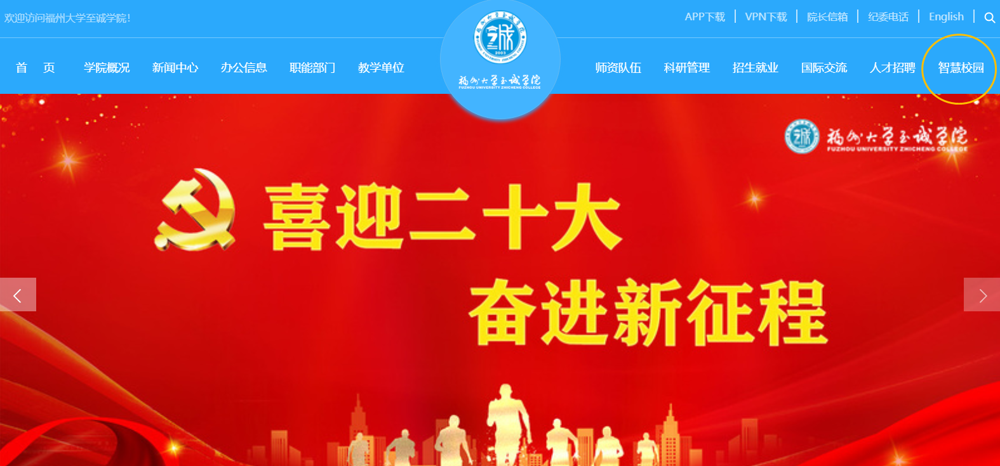 欢迎访问福州大学至诚学院！
APP下载 VPN下载 院长信箱 纪委电话 English
首 页 学院概况 新闻中心 办公信息 职能部门 教学单位
诚
2003
福州大学至诚学院
FUZHOU UNIVERSITY ZHICHENG COLLEGE
师资队伍 科研管理 招生就业 国际交流 人才招聘 智慧校园
福州大学至诚学院
FUZHOU UNIVERSITY ZHICHENG COLLEGE
喜迎二十大
奋进新征程